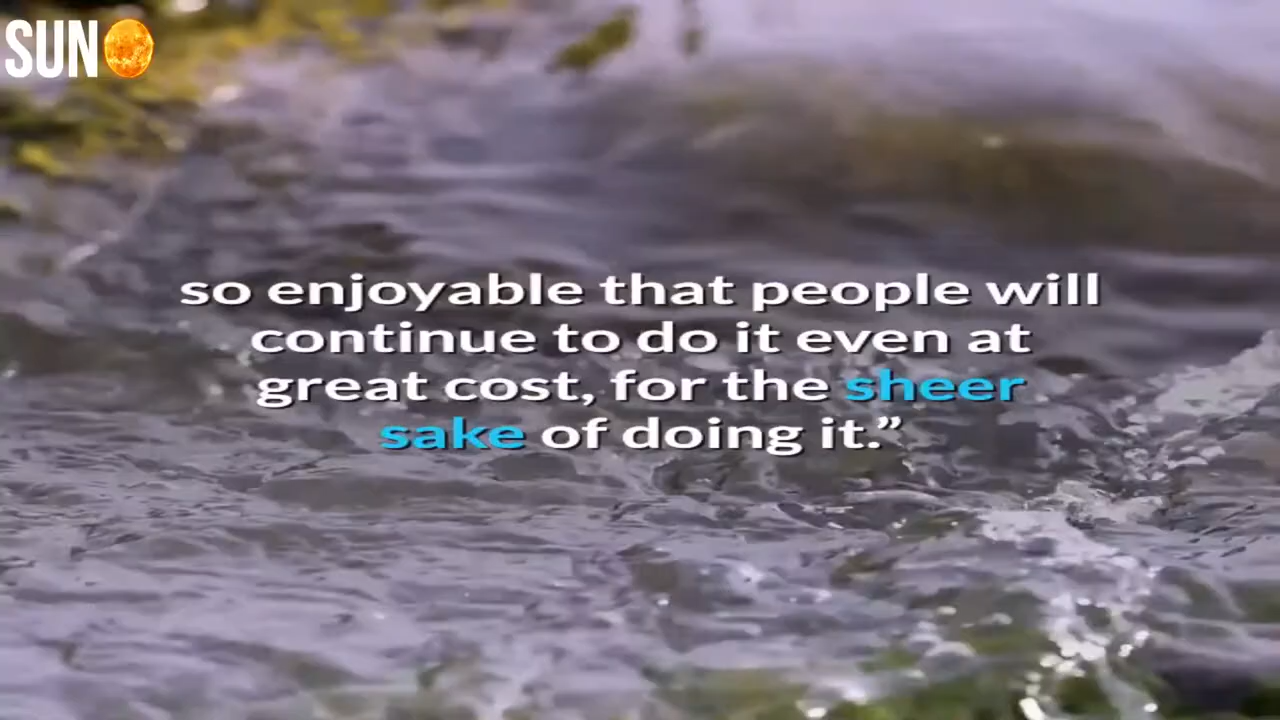 SUN
so enjoyable that people will
continue to do it even at
great cost, for the sheer
sake of doing it.”